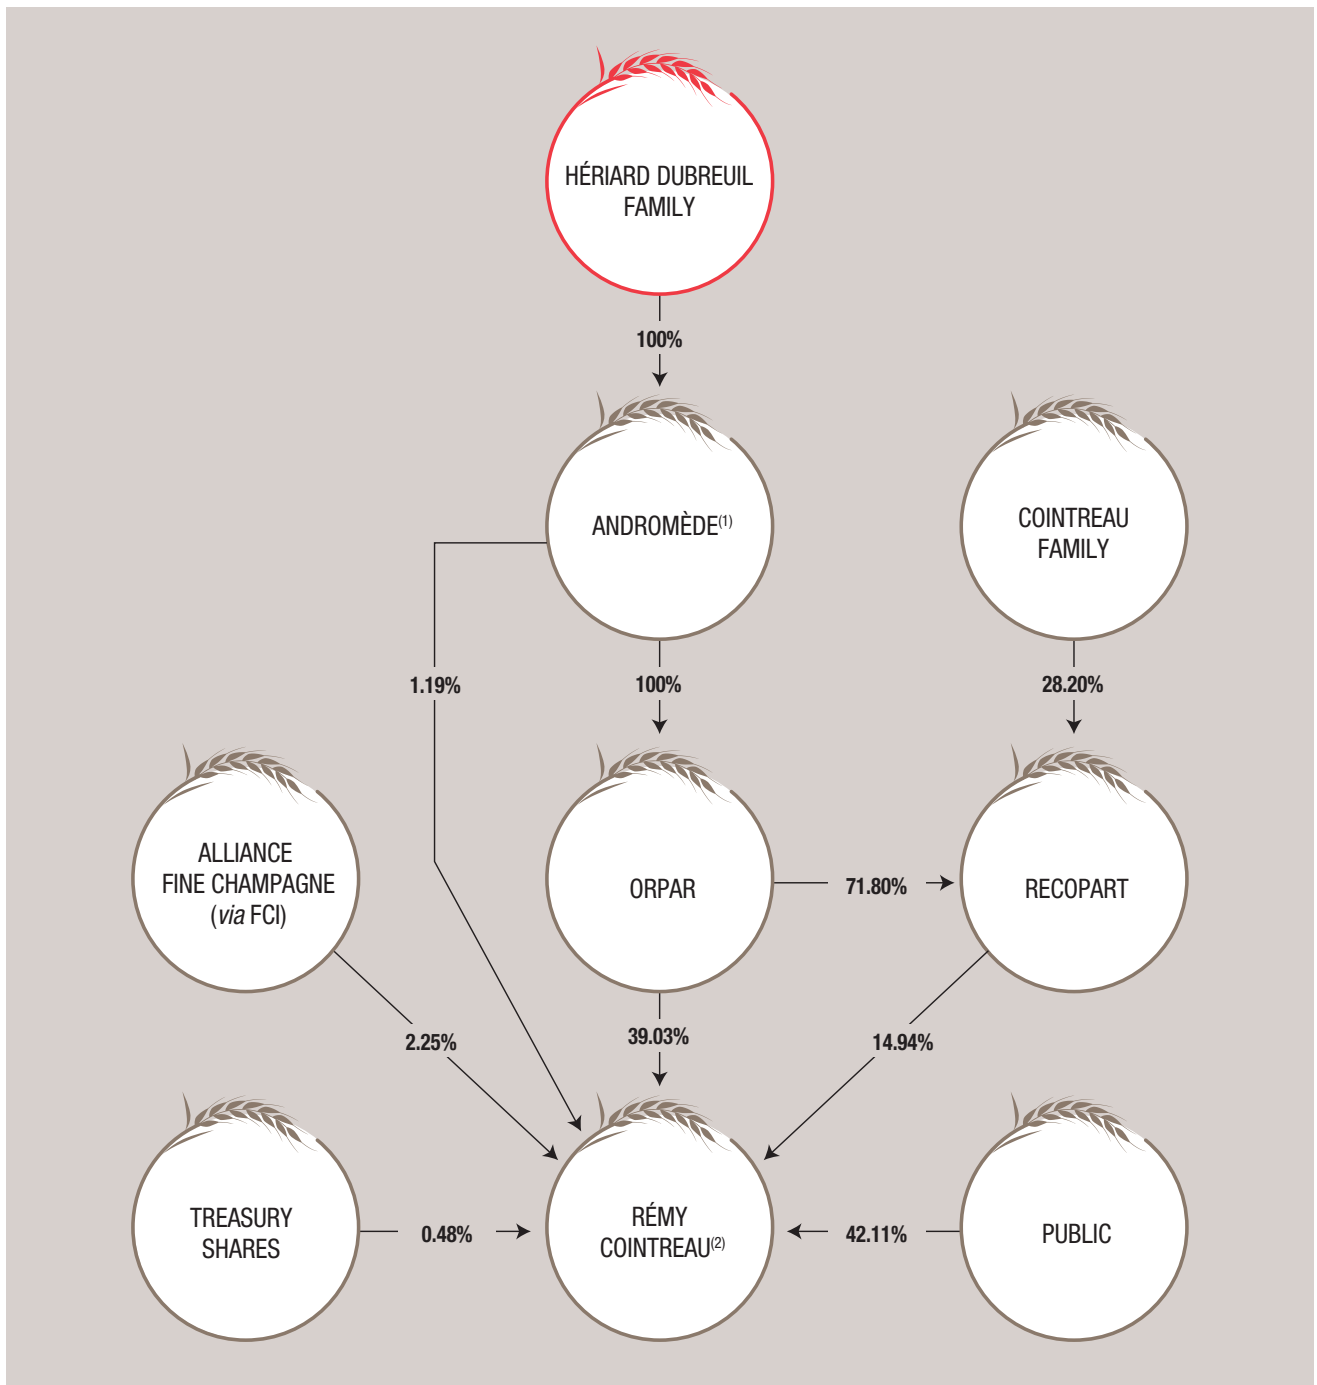 HÉRIARD DUBREUIL
FAMILY
100%
ANDROMÈDE(1)
COINTREAU
FAMILY
1.19%
100%
28.20%
ALLIANCE
FINE CHAMPAGNE
(via FCI)
ORPAR
71.80%
RECOPART
2.25%
39.03%
14.94%
TREASURY
SHARES
0.48%
RÉMY
COINTREAU(2)
42.11%
PUBLIC